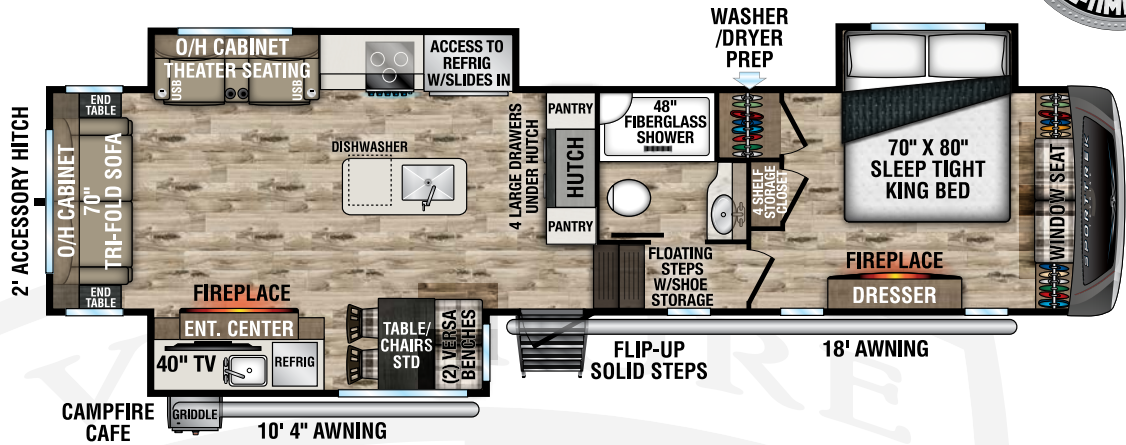 WASHER
/DRYER
PREP
O/H CABINET
THEATER SEATING
USB
USB
ACCESS TO
REFRIG
W/SLIDES IN
2' ACCESSORY HITCH
END
TABLE
O/H CABINET
70"
TRI-FOLD SOFA
END
TABLE
DISHWASHER
4 LARGE DRAWERS
UNDER HUTCH
PANTRY
HUTCH
PANTRY
48"
FIBERGLASS
SHOWER
4 SHELF
STORAGE
CLOSET
70" X 80"
SLEEP TIGHT
KING BED
WINDOW SEAT
SPORTTREK
FLOATING
STEPS
W/SHOE
STORAGE
FIREPLACE
DRESSER
FIREPLACE
ENT. CENTER
40" TV
REFRIG
TABLE/
CHAIRS
STD
(2) VERSA
BENCHES
FLIP-UP
SOLID STEPS
18' AWNING
CAMPFIRE
CAFE
GRIDDLE
10' 4" AWNING